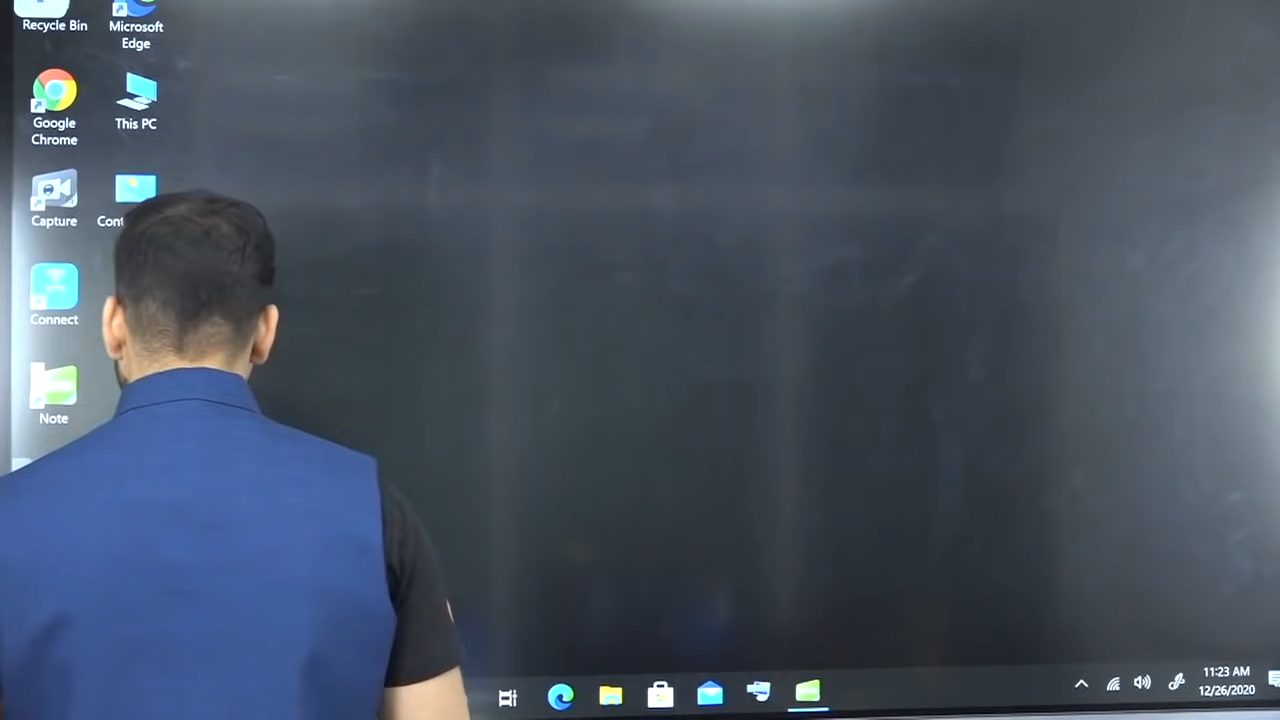 Recycle Bin
Microsoft
Edge
Google
Chrome
This PC
Capture
Connect
Note
11:23 AM
12/26/2020